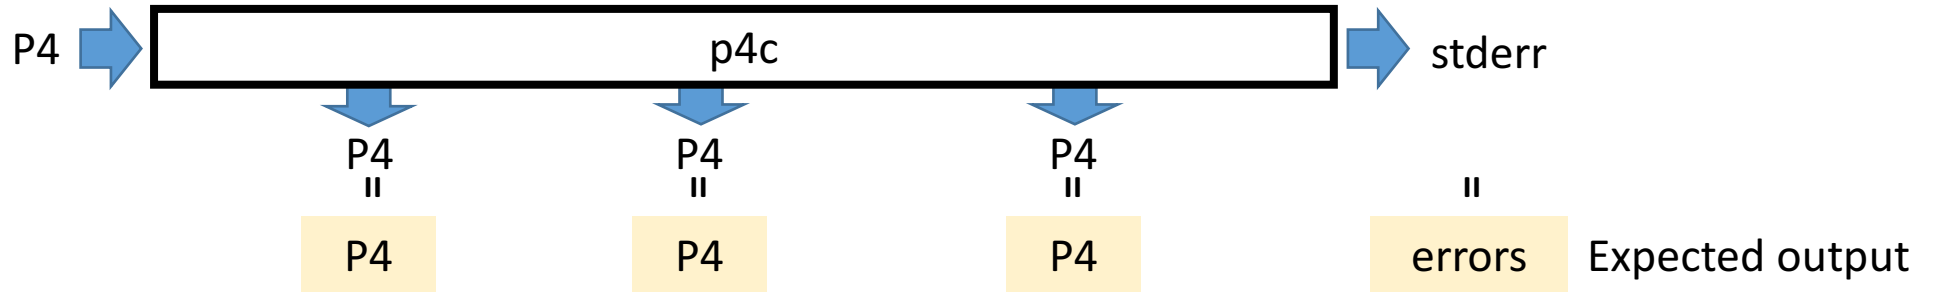 P4 p4c stderr
P4 P4 P4
= = = =
P4 P4 P4 errors Expected output